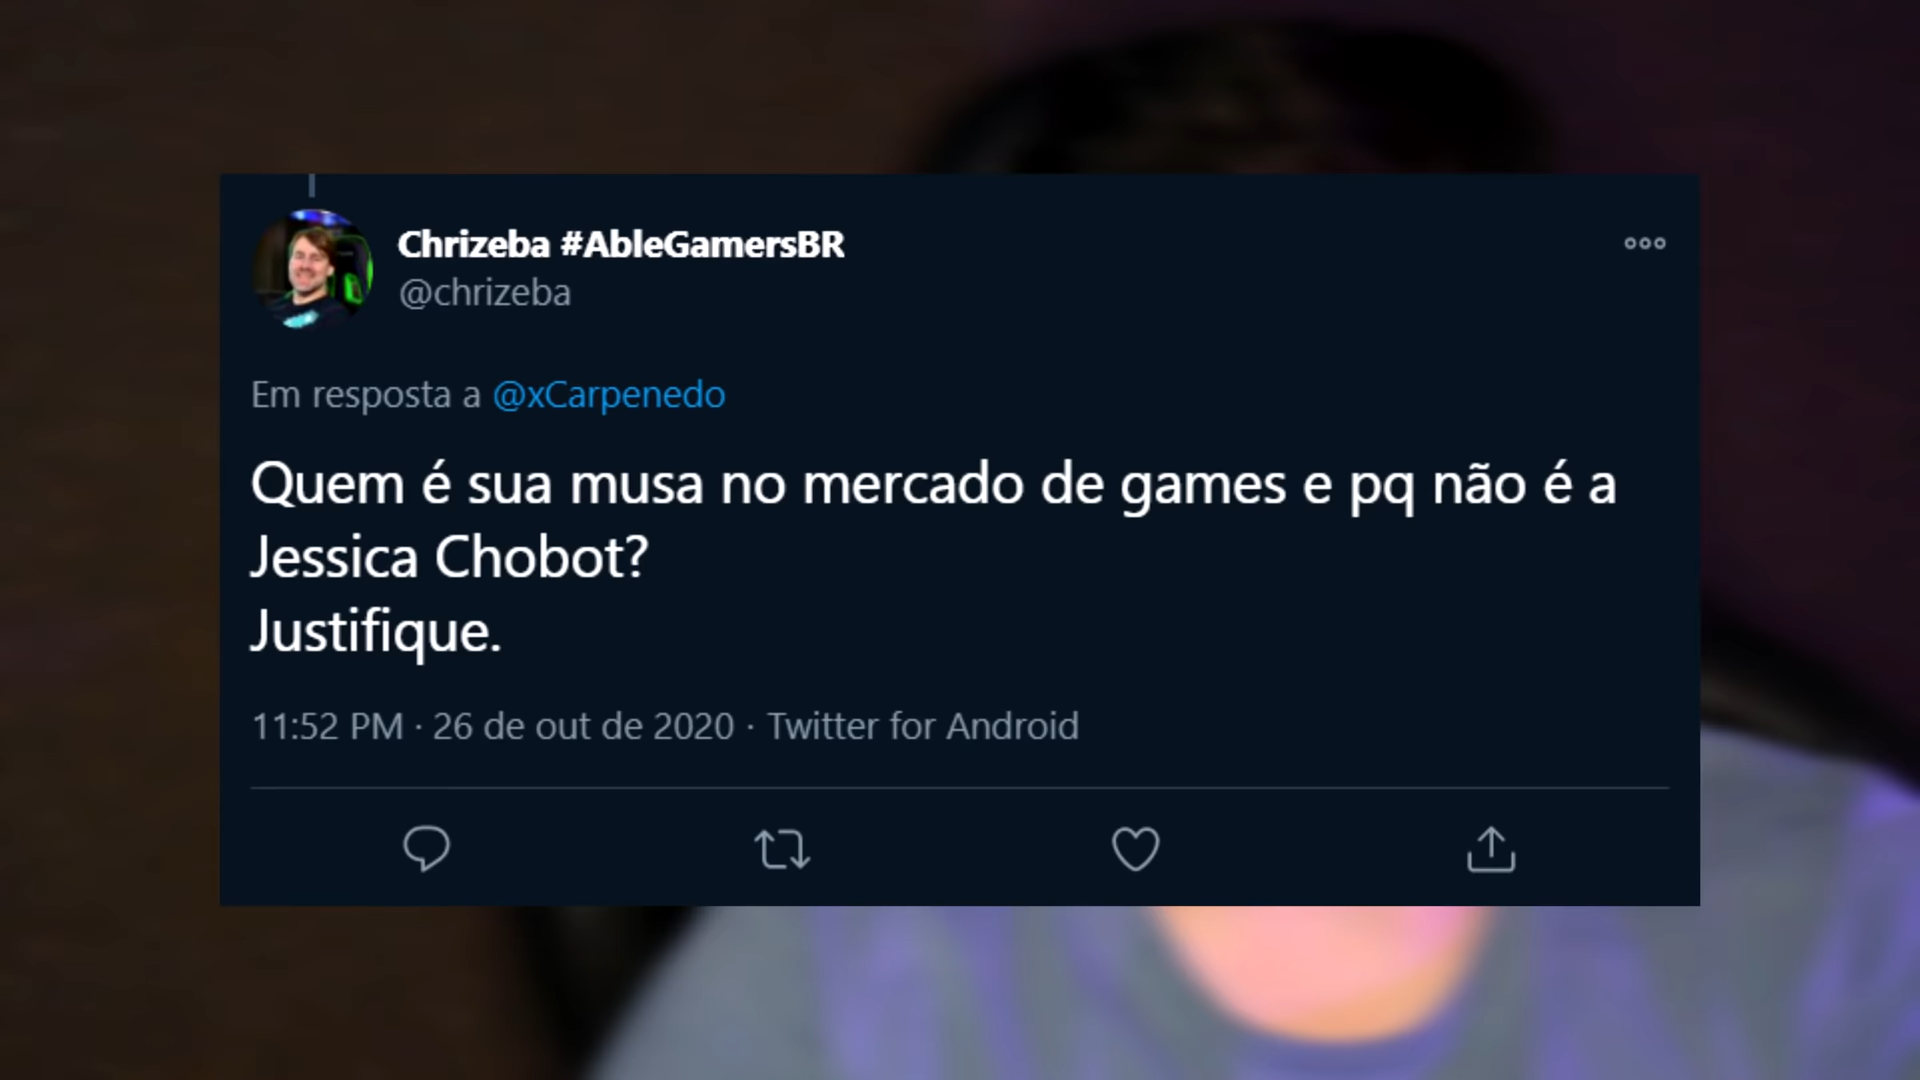 Chrizeba #AbleGamersBR
@chrizeba
Em resposta a @xCarpenedo
Quem é sua musa no mercado de games e pq não é a
Jessica Chobot?
Justifique.
11:52 PM · 26 de out de 2020 · Twitter for Android